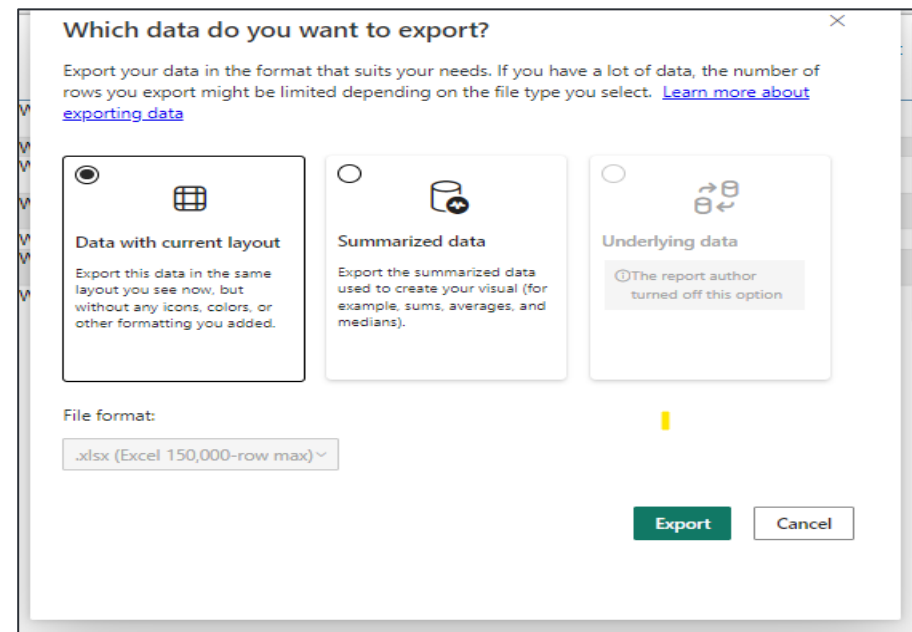 Which data do you want to export?
Export your data in the format that suits your needs. If you have a lot of data, the number of
rows you export might be limited depending on the file type you select. Learn more about
exporting data
Data with current layout
Export this data in the same
layout you see now, but
without any icons, colors, or
other formatting you added.
Summarized data
Export the summarized data
used to create your visual (for
example, sums, averages, and
medians).
Underlying data
The report author
turned off this option
File format:
.xlsx (Excel 150,000-row max)
Export
Cancel